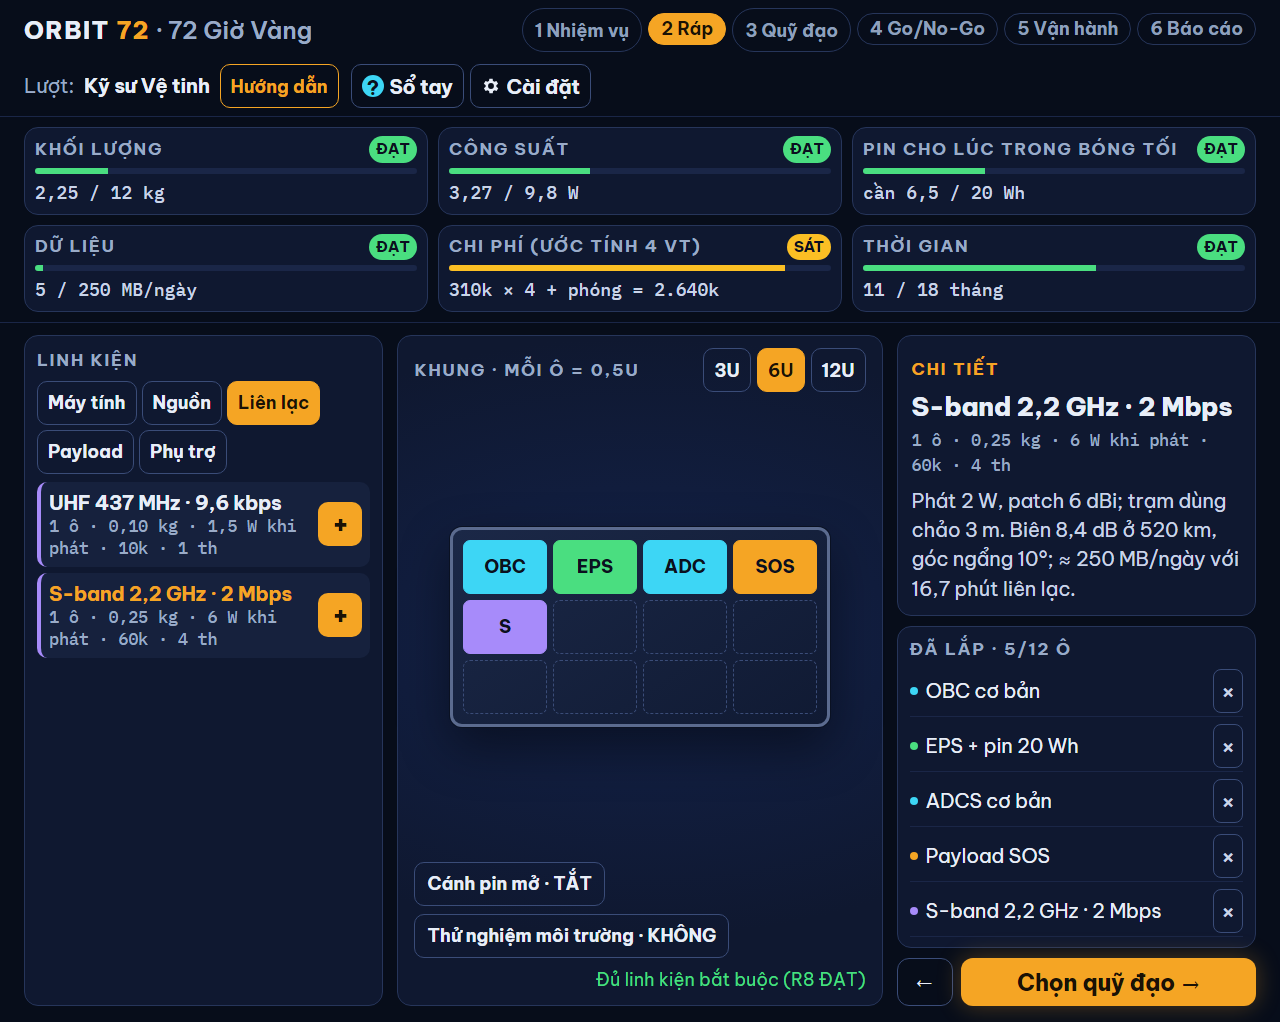 ORBIT 72 · 72 Giờ Vàng
1 Nhiệm vụ
2 Ráp
3 Quỹ đạo
4 Go/No-Go
5 Vận hành
6 Báo cáo
Lượt: Kỹ sư Vệ tinh
Hướng dẫn
? Sổ tay
Cài đặt
KHỐI LƯỢNG
ĐẠT
2,25 / 12 kg
CÔNG SUẤT
ĐẠT
3,27 / 9,8 W
PIN CHO LÚC TRONG BÓNG TỐI
ĐẠT
cần 6,5 / 20 Wh
DỮ LIỆU
ĐẠT
5 / 250 MB/ngày
CHI PHÍ (ƯỚC TÍNH 4 VT)
SÁT
310k × 4 + phóng = 2.640k
THỜI GIAN
ĐẠT
11 / 18 tháng
LINH KIỆN
Máy tính
Nguồn
Liên lạc
Payload
Phụ trợ
UHF 437 MHz · 9,6 kbps
1 ô · 0,10 kg · 1,5 W khi
phát · 10k · 1 th
+
S-band 2,2 GHz · 2 Mbps
1 ô · 0,25 kg · 6 W khi
phát · 60k · 4 th
+
KHUNG · MỖI Ô = 0,5U
3U
6U
12U
OBC
EPS
ADC
SOS
S
Cánh pin mở · TẮT
Thử nghiệm môi trường · KHÔNG
Đủ linh kiện bắt buộc (R8 ĐẠT)
CHI TIẾT
S-band 2,2 GHz · 2 Mbps
1 ô · 0,25 kg · 6 W khi phát ·
60k · 4 th
Phát 2 W, patch 6 dBi; trạm dùng
chảo 3 m. Biên 8,4 dB ở 520 km,
góc ngẩng 10°; ≈ 250 MB/ngày với
16,7 phút liên lạc.
ĐÃ LẮP · 5/12 Ô
OBC cơ bản
×
EPS + pin 20 Wh
×
ADCS cơ bản
×
Payload SOS
×
S-band 2,2 GHz · 2 Mbps
×
←
Chọn quỹ đạo →